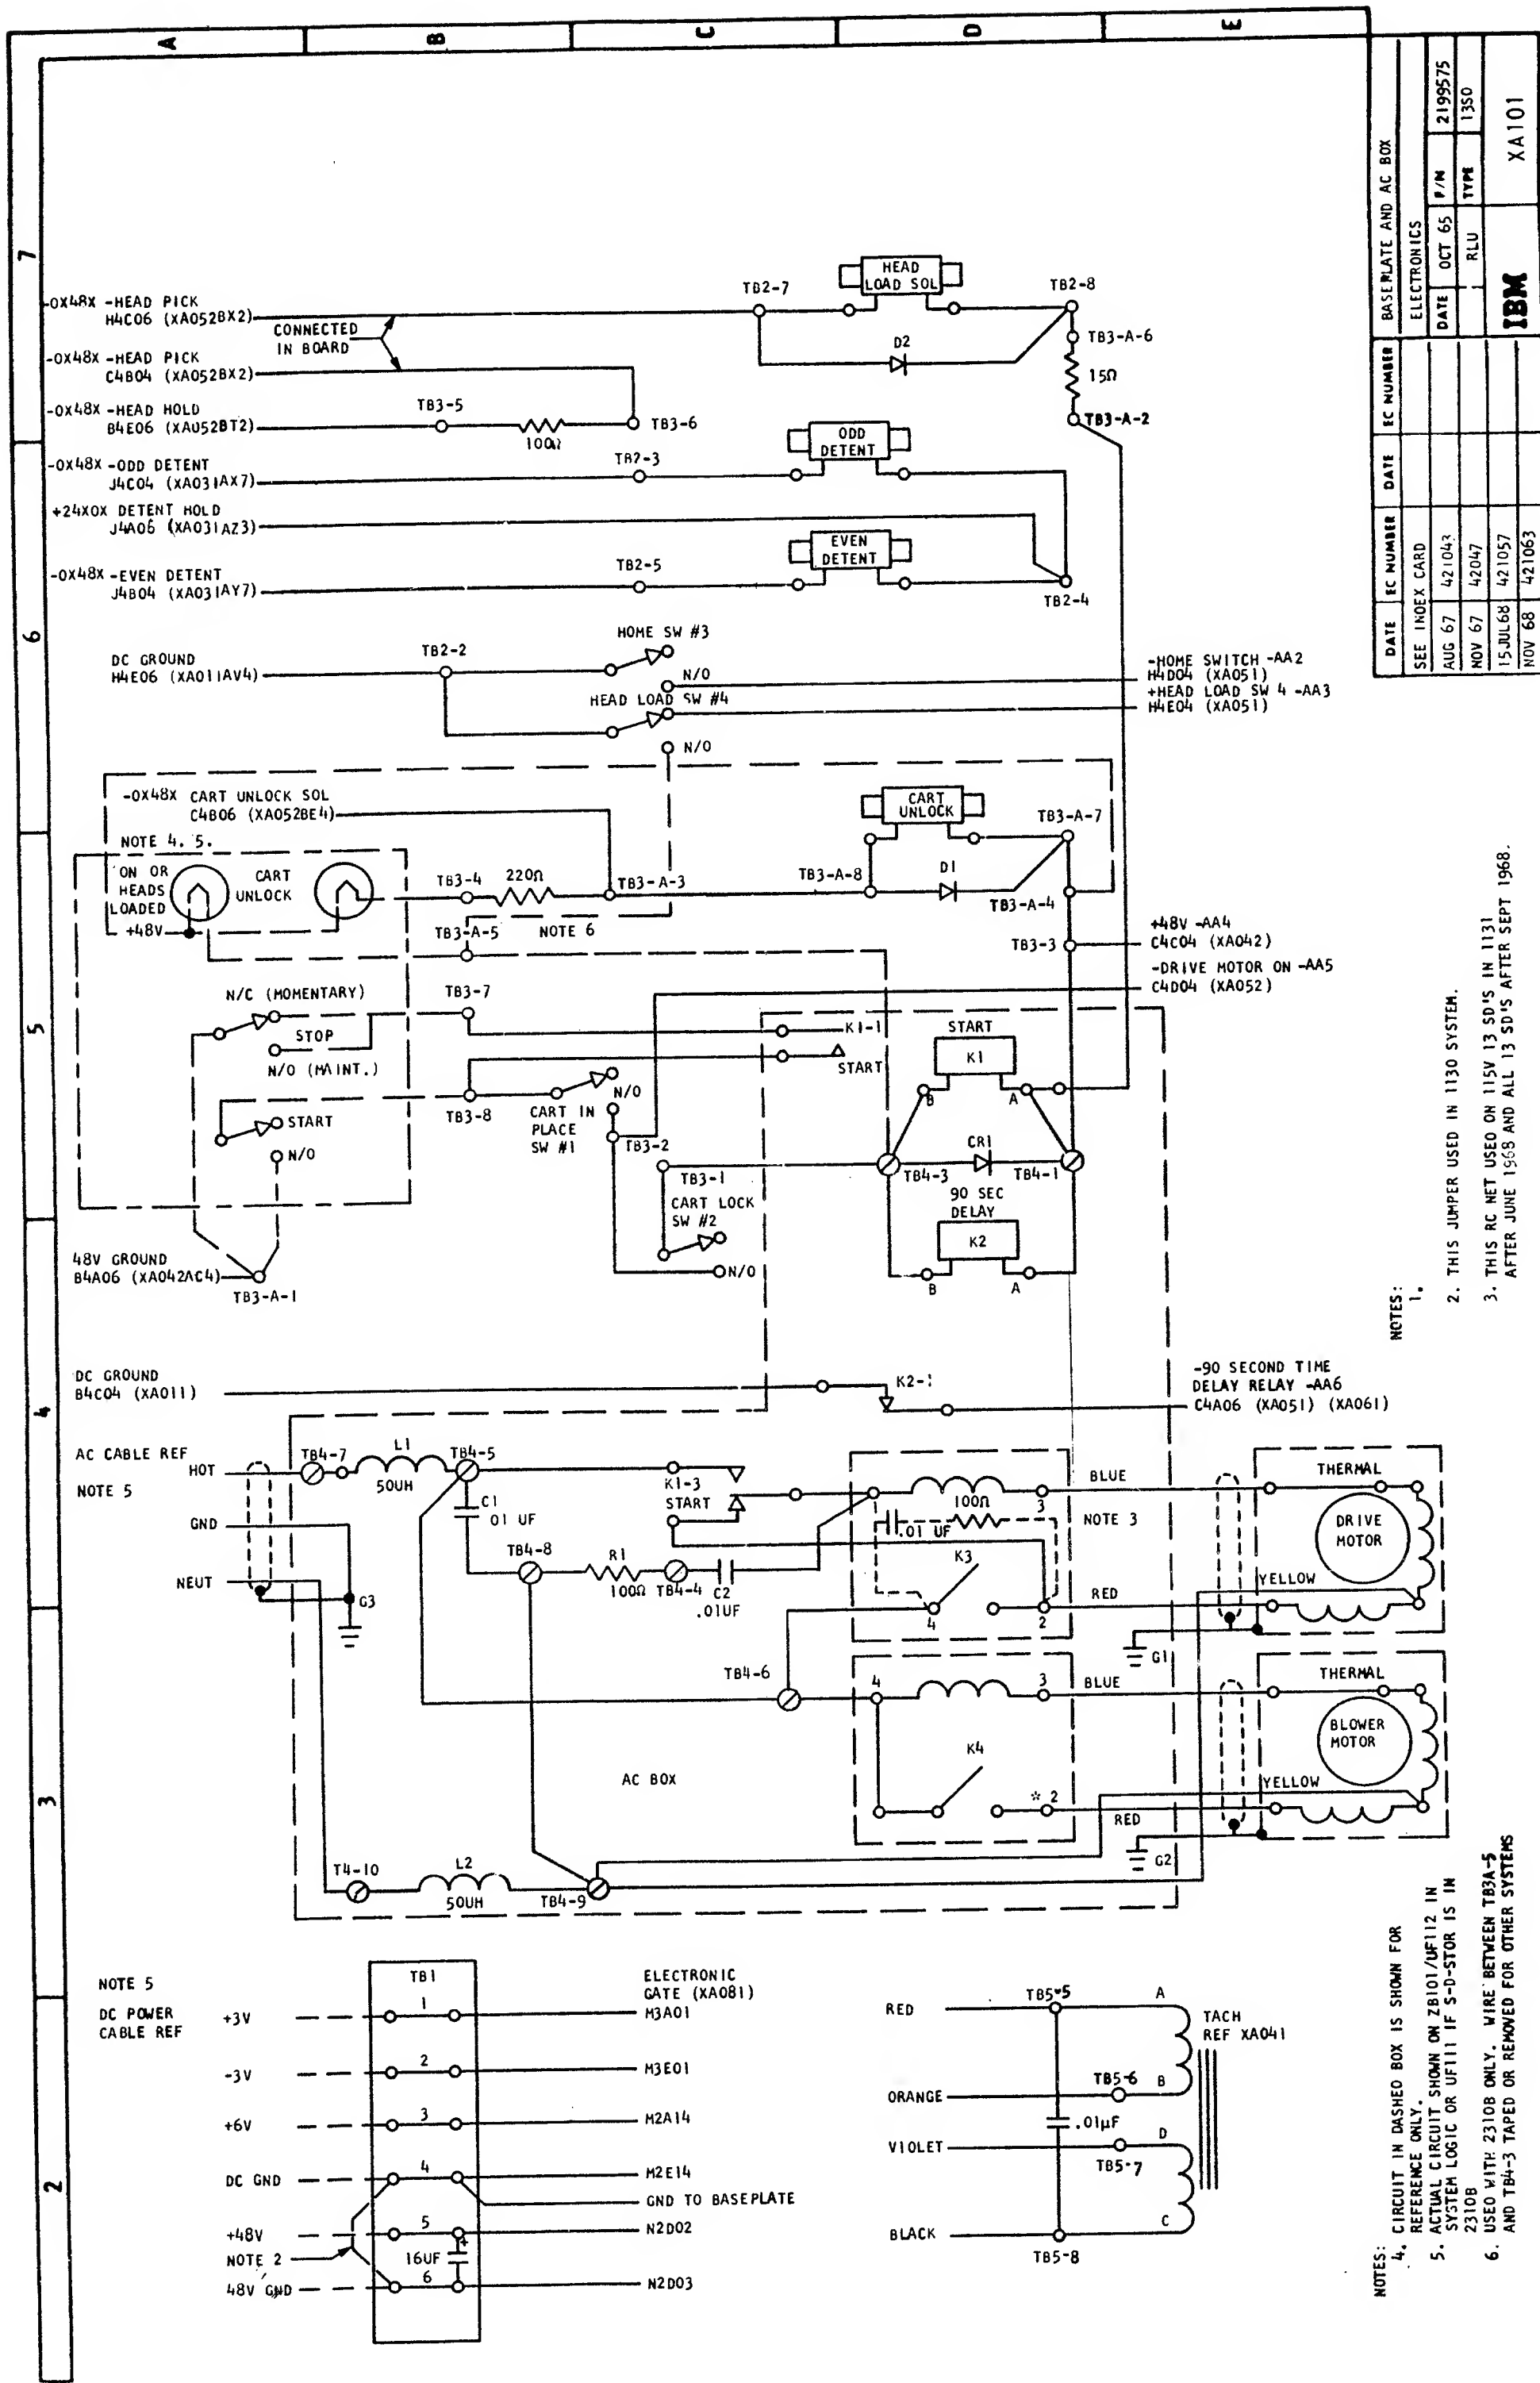 A
B
C
D
E
7
6
5
4
3
2
-0X48X -HEAD PICK
H4C06 (XA052BX2)
CONNECTED
IN BOARD
-0X48X -HEAD PICK
C4B04 (XA052BX2)
-0X48X -HEAD HOLD
B4E06 (XA052BT2)
TB3-5
100Ω
TB3-6
TB2-7
HEAD
LOAD SOL
TB2-8
D2
TB3-A-6
15Ω
TB3-A-2
-0X48X -ODD DETENT
J4C04 (XA031AX7)
TB2-3
ODD
DETENT
+24X0X DETENT HOLD
J4A06 (XA031AZ3)
-0X48X -EVEN DETENT
J4B04 (XA031AY7)
TB2-5
EVEN
DETENT
TB2-4
DC GROUND
H4E06 (XA011AV4)
TB2-2
HOME SW #3
N/O
HEAD LOAD SW #4
N/O
-HOME SWITCH -AA2
H4D04 (XA051)
+HEAD LOAD SW 4 -AA3
H4E04 (XA051)
-0X48X CART UNLOCK SOL
C4B06 (XA052BE4)
NOTE 4. 5.
ON OR
HEADS
LOADED
CART
UNLOCK
+48V
TB3-4
220Ω
TB3-A-3
TB3-A-8
CART
UNLOCK
TB3-A-7
D1
TB3-A-4
TB3-A-5
NOTE 6
TB3-3
+48V -AA4
C4C04 (XA042)
-DRIVE MOTOR ON -AA5
C4D04 (XA052)
N/C (MOMENTARY)
STOP
N/O (MAINT.)
TB3-7
K1-1
START
START
K1
B
A
START
N/O
TB3-8
CART IN
PLACE
SW #1
N/O
TB3-2
TB3-1
CART LOCK
SW #2
N/O
TB4-3
CR1
TB4-1
90 SEC
DELAY
K2
B
A
48V GROUND
B4A06 (XA042AC4)
TB3-A-1
DC GROUND
B4C04 (XA011)
K2-1
-90 SECOND TIME
DELAY RELAY -AA6
C4A06 (XA051) (XA061)
AC CABLE REF
HOT
NOTE 5
GND
NEUT
G3
TB4-7
L1
50UH
TB4-5
C1
01 UF
TB4-8
R1
100Ω
TB4-4
C2
.01UF
K1-3
START
100Ω
.01 UF
3
K3
4
2
BLUE
NOTE 3
RED
YELLOW
THERMAL
DRIVE
MOTOR
G1
TB4-6
4
3
K4
* 2
BLUE
RED
YELLOW
THERMAL
BLOWER
MOTOR
G2
AC BOX
T4-10
L2
50UH
TB4-9
NOTE 5
DC POWER
CABLE REF
TB1
ELECTRONIC
GATE (XA081)
+3V
1
M3A01
-3V
2
M3E01
+6V
3
M2A14
DC GND
4
M2E14
GND TO BASEPLATE
+48V
5
N2D02
NOTE 2
16UF
+
48V GND
6
N2D03
RED
TB5-5
A
TACH
REF XA041
ORANGE
TB5-6
B
.01µF
VIOLET
D
TB5-7
BLACK
C
TB5-8
NOTES:
1.
2. THIS JUMPER USED IN 1130 SYSTEM.
3. THIS RC NET USED ON 115V 13 SD'S IN 1131
AFTER JUNE 1968 AND ALL 13 SD'S AFTER SEPT 1968.
NOTES:
4. CIRCUIT IN DASHED BOX IS SHOWN FOR
REFERENCE ONLY.
5. ACTUAL CIRCUIT SHOWN ON ZB101/UF112 IN
SYSTEM LOGIC OR UF111 IF S-D-STOR IS IN
2310B
6. USED WITH 2310B ONLY. WIRE BETWEEN TB3A-5
AND TB4-3 TAPED OR REMOVED FOR OTHER SYSTEMS
DATE EC NUMBER DATE EC NUMBER
SEE INDEX CARD
AUG 67 421043
NOV 67 42047
15JUL68 421057
NOV 68 421063
BASEPLATE AND AC BOX
ELECTRONICS
DATE OCT 65 P/N 2199575
RLU TYPE 13SD
IBM
XA101